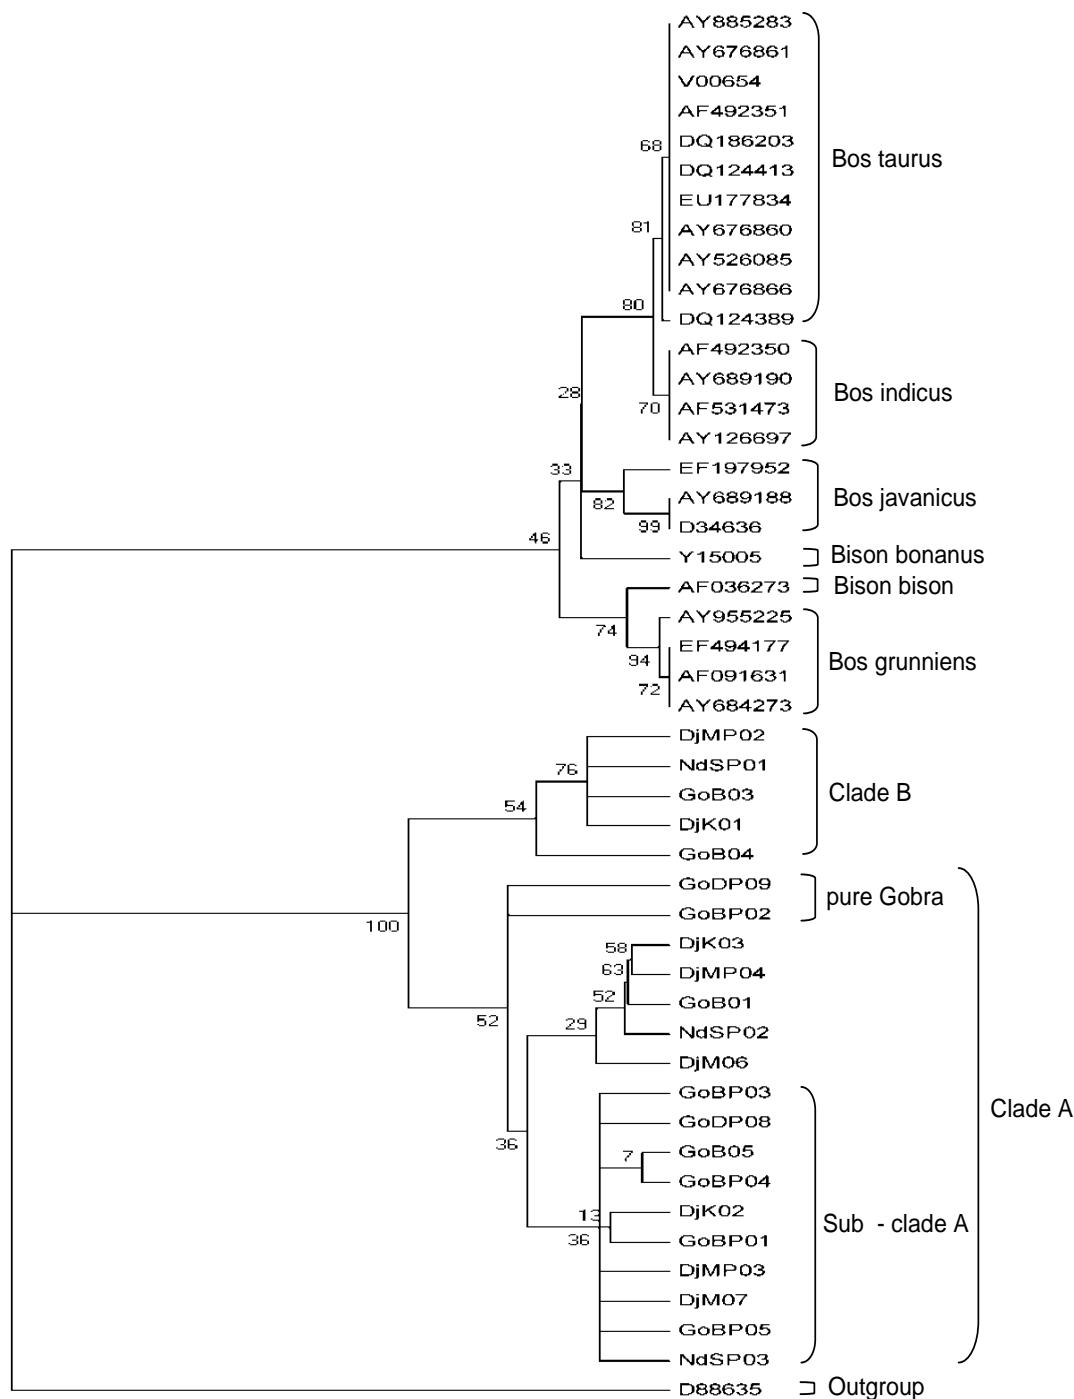 AY885283
AY676861
V00654
AF492351
68
DQ186203
Bos taurus
DQ124413
EU177834
81
AY676860
AY526085
AY676866
80
DQ124389
AF492350
AY689190
28
Bos indicus
70
AF531473
AY126697
33
EF197952
82
AY689188
Bos javanicus
99
D34636
46
Y15005
Bison bonanus
AF036273
Bison bison
74
AY955225
94
EF494177
Bos grunniens
72
AF091631
AY684273
DjMP02
76
NdSP01
54
GoB03
Clade B
DjK01
GoB04
GoDP09
pure Gobra
100
GoBP02
58
DjK03
63
DjMP04
52
GoB01
52
29
NdSP02
DjM06
GoBP03
Clade A
GoDP08
36
7
GoB05
GoBP04
13
DjK02
Sub - clade A
36
GoBP01
DjMP03
DjM07
GoBP05
NdSP03
D88635
Outgroup